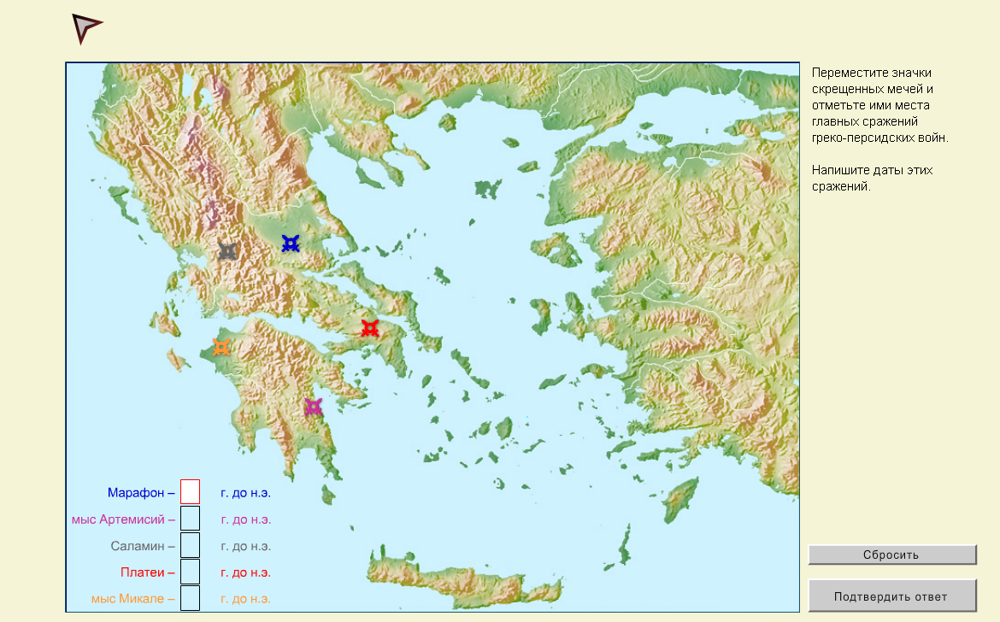 Переместите значки
скрещенных мечей и
отметьте ими места
главных сражений
греко-персидских войн.
Напишите даты этих
сражений.
Марафон – г. до н.э.
мыс Артемисий – г. до н.э.
Саламин – г. до н.э.
Платеи – г. до н.э.
мыс Микале – г. до н.э.
Сбросить
Подтвердить ответ